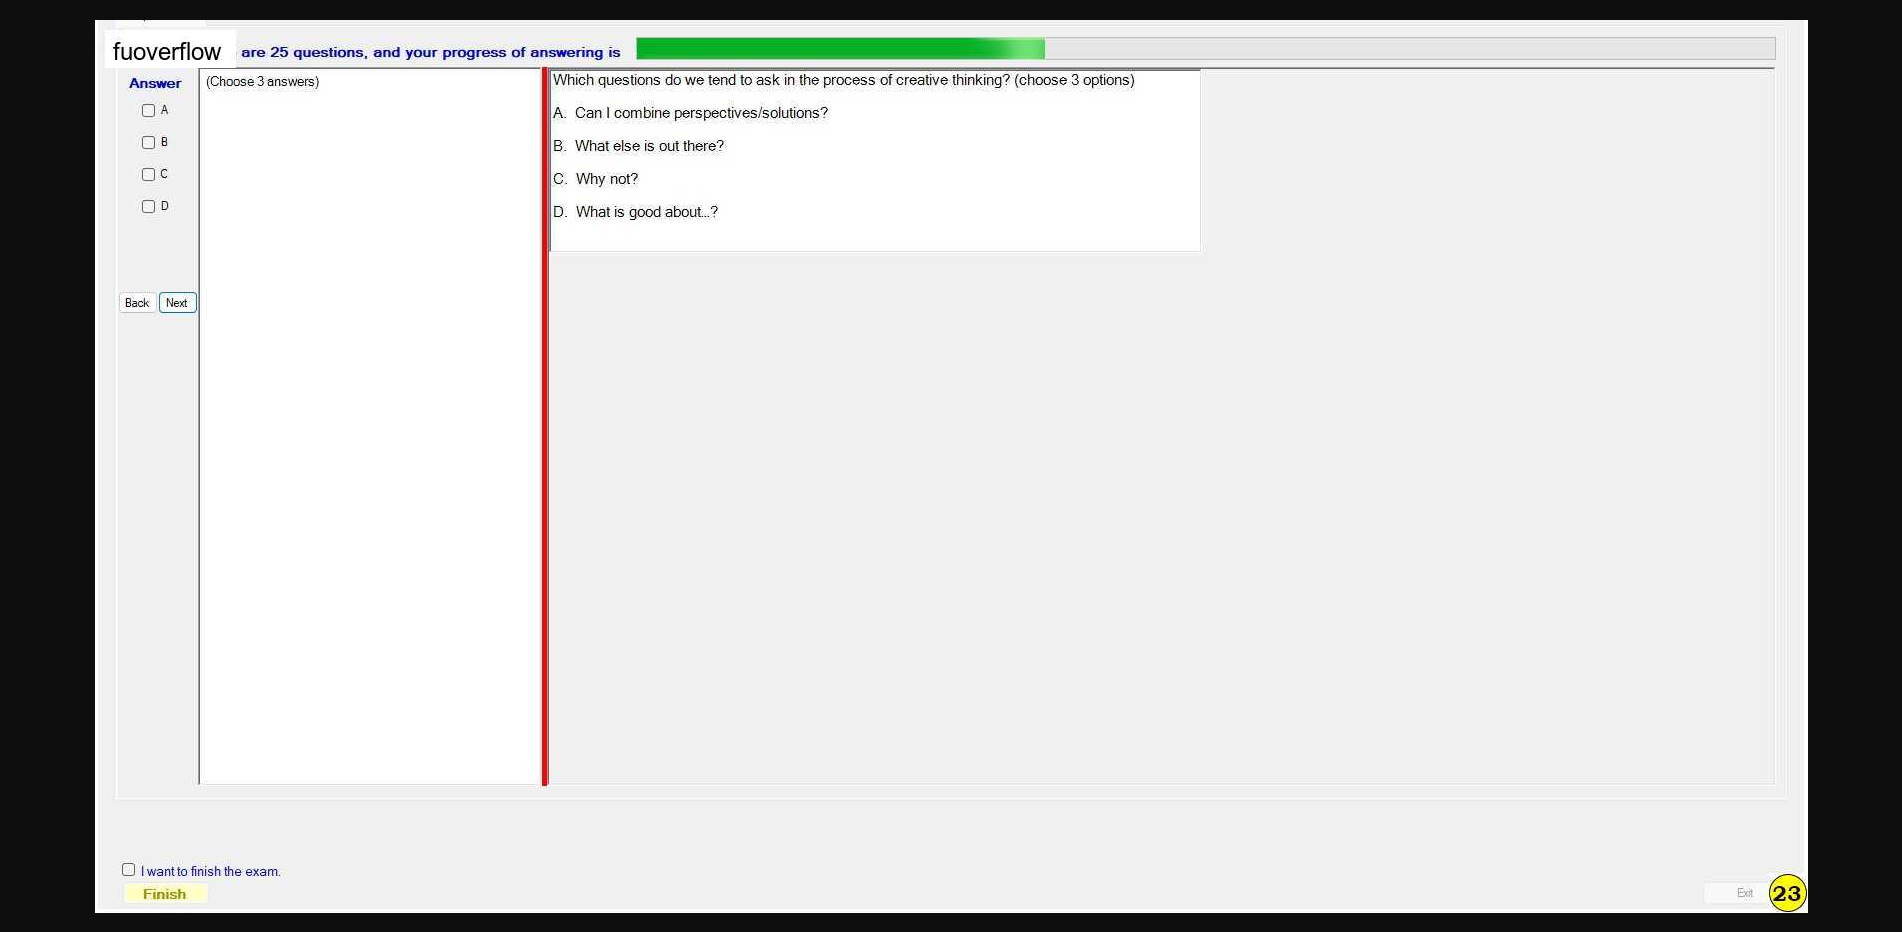 fuoverflow are 25 questions, and your progress of answering is
Answer
(Choose 3 answers)
A
B
C
D
Back Next
Which questions do we tend to ask in the process of creative thinking? (choose 3 options)
A. Can I combine perspectives/solutions?
B. What else is out there?
C. Why not?
D. What is good about...?
I want to finish the exam.
Finish
Exit
23